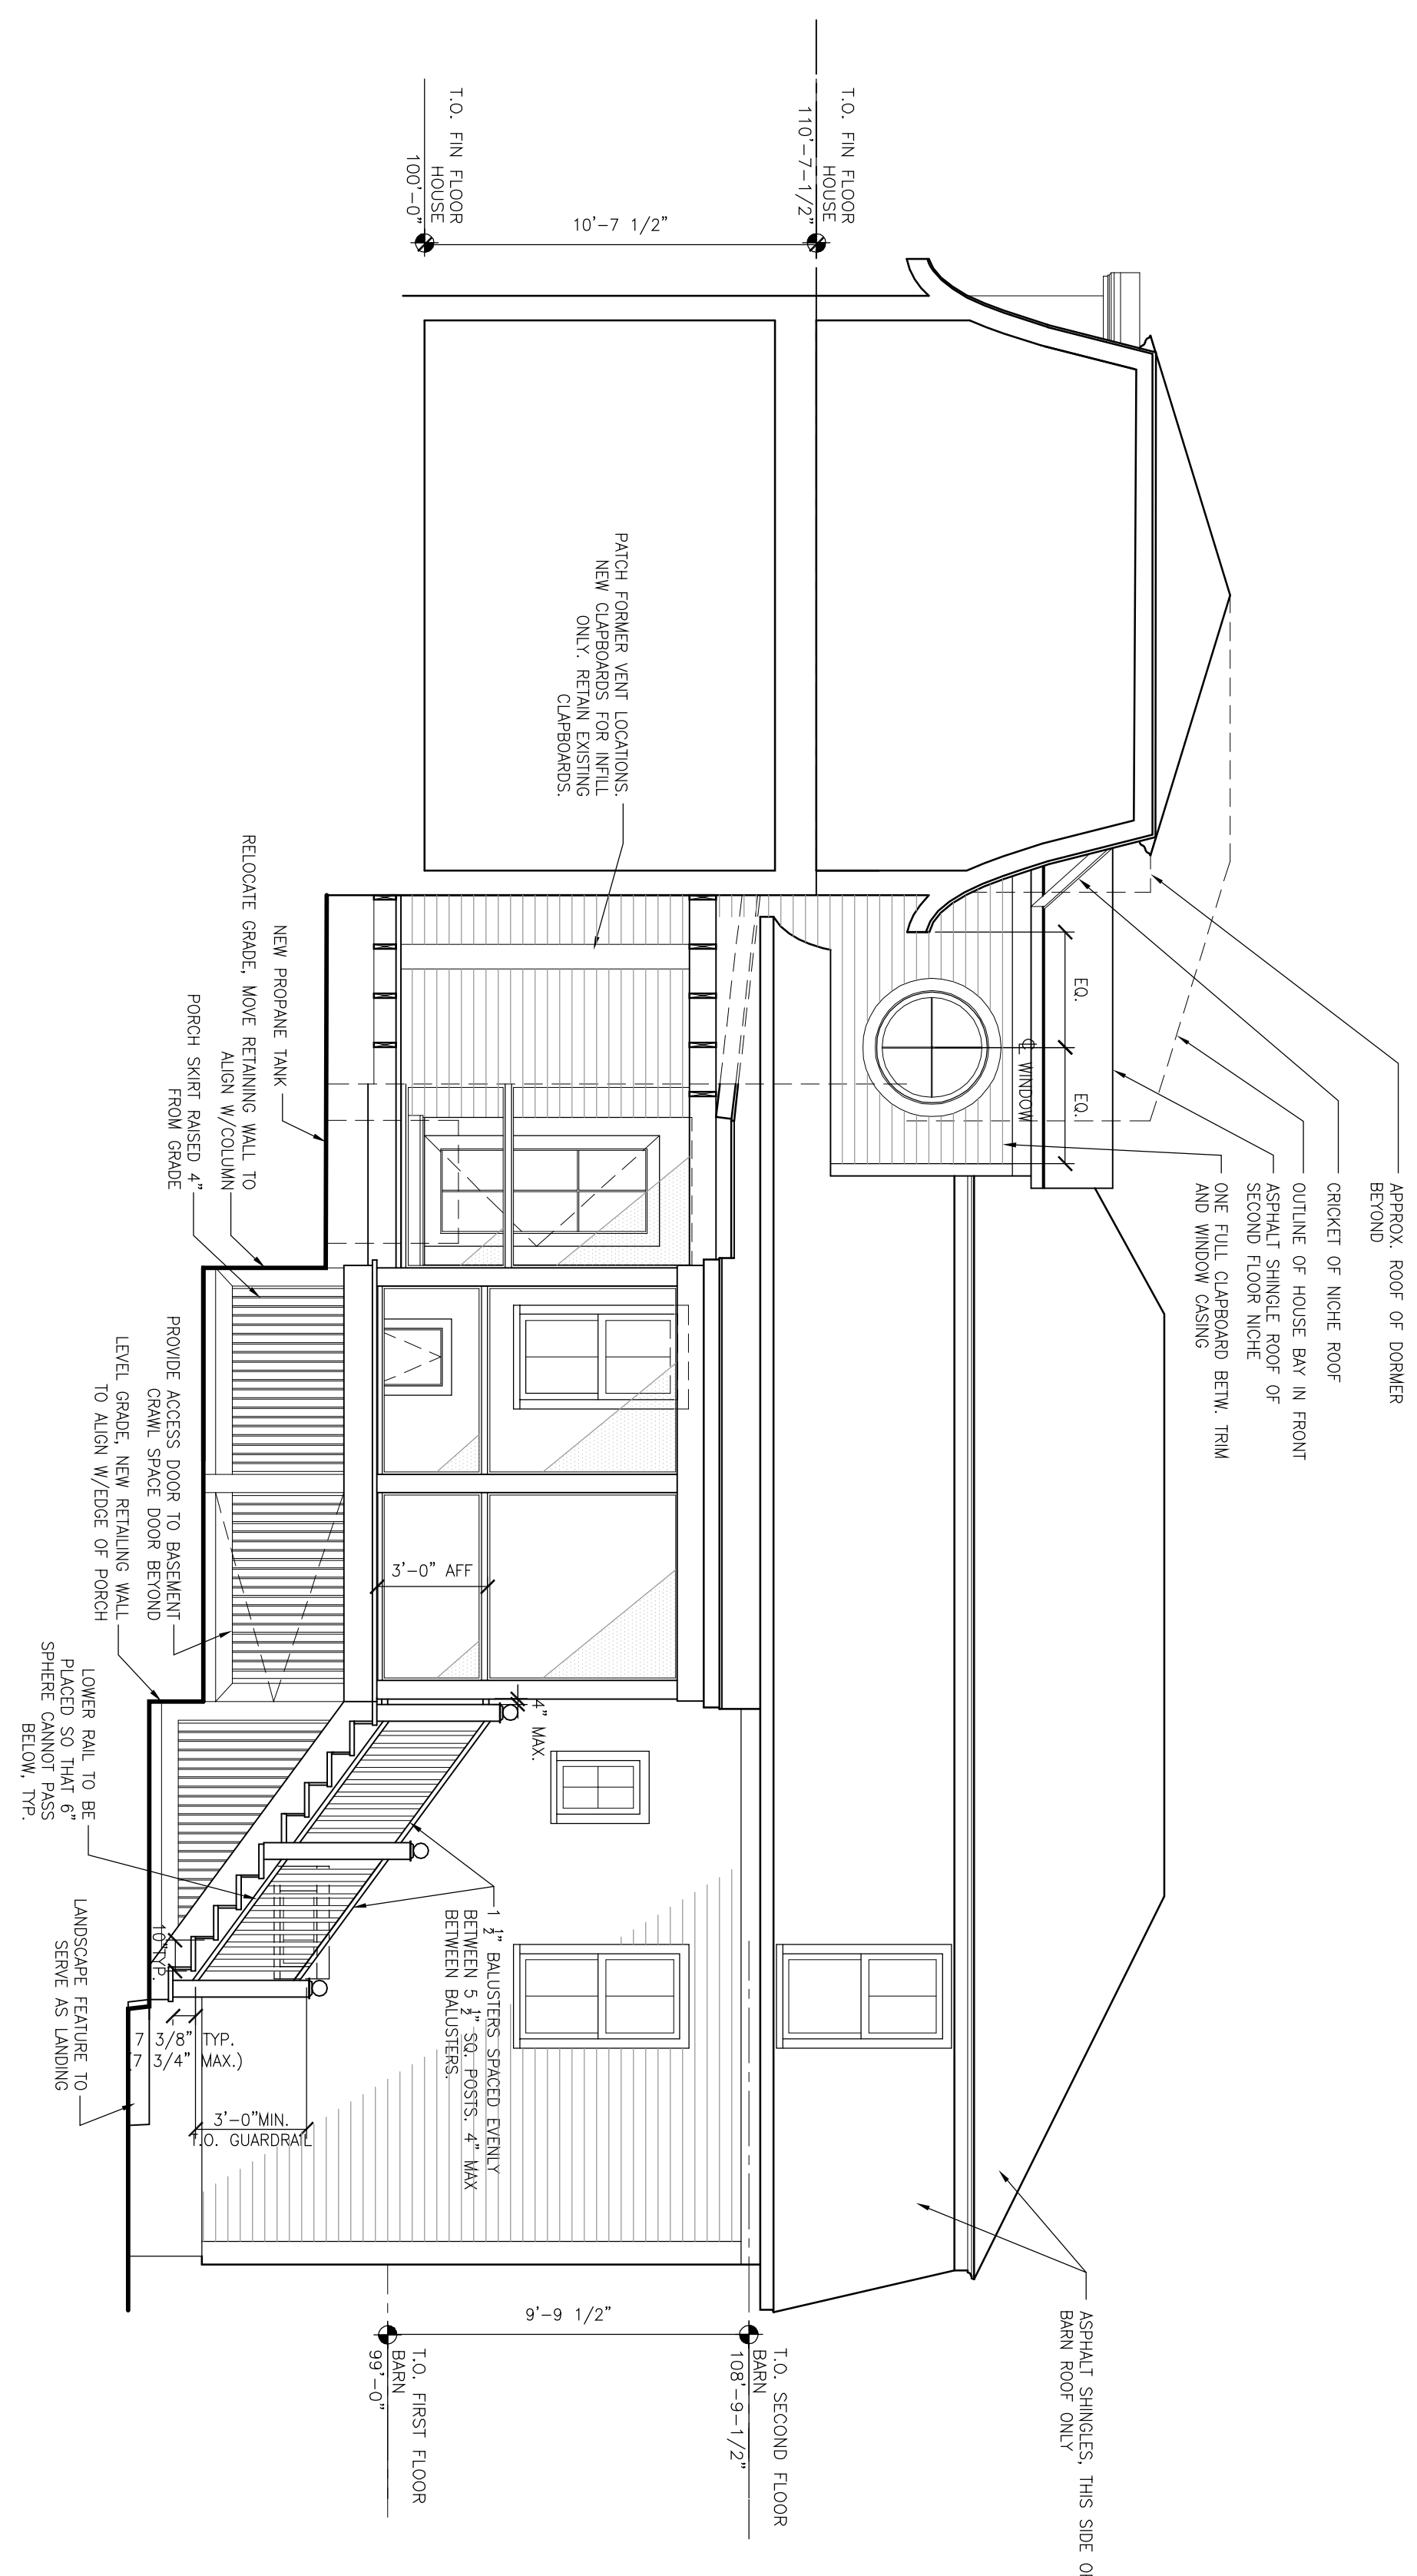 APPROX. ROOF OF DORMER
BEYOND
CRICKET OF NICHE ROOF
OUTLINE OF HOUSE BAY IN FRONT
ASPHALT SHINGLE ROOF OF
SECOND FLOOR NICHE
ONE FULL CLAPBOARD BETW. TRIM
AND WINDOW CASING
ASPHALT SHINGLES, THIS SIDE
BARN ROOF ONLY
EQ.
EQ.
℄ WINDOW
T.O. FIN FLOOR
HOUSE
110'-7-1/2"
10'-7 1/2"
T.O. FIN FLOOR
HOUSE
100'-0"
PATCH FORMER VENT LOCATIONS.
NEW CLAPBOARDS FOR INFILL
ONLY. RETAIN EXISTING
CLAPBOARDS.
T.O. SECOND FLOOR
BARN
108'-9-1/2"
9'-9 1/2"
T.O. FIRST FLOOR
BARN
99'-0"
4" MAX.
3'-0" AFF
1 ½" BALUSTERS SPACED EVENLY
BETWEEN 5 ½" SQ. POSTS. 4" MAX
BETWEEN BALUSTERS.
NEW PROPANE TANK
RELOCATE GRADE, MOVE RETAINING WALL TO
ALIGN W/COLUMN
PORCH SKIRT RAISED 4"
FROM GRADE
PROVIDE ACCESS DOOR TO BASEMENT
CRAWL SPACE DOOR BEYOND
LEVEL GRADE, NEW RETAILING WALL
TO ALIGN W/EDGE OF PORCH
LOWER RAIL TO BE
PLACED SO THAT 6"
SPHERE CANNOT PASS
BELOW, TYP.
10"TYP.
7 3/8" TYP.
(7 3/4" MAX.)
3'-0"MIN.
T.O. GUARDRAIL
LANDSCAPE FEATURE TO
SERVE AS LANDING